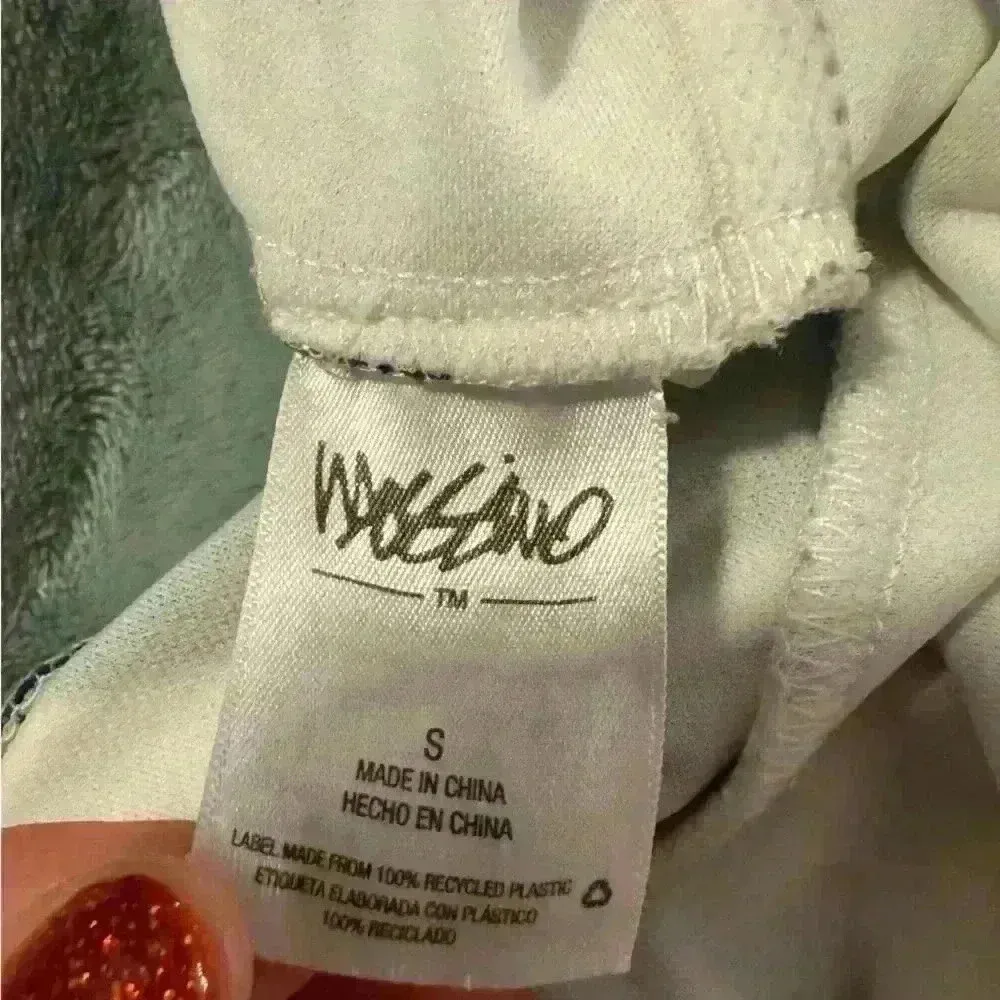 Mossimo
TM
S
MADE IN CHINA
HECHO EN CHINA
LABEL MADE FROM 100% RECYCLED PLASTIC
ETIQUETA ELABORADA CON PLÁSTICO
100% RECICLADO